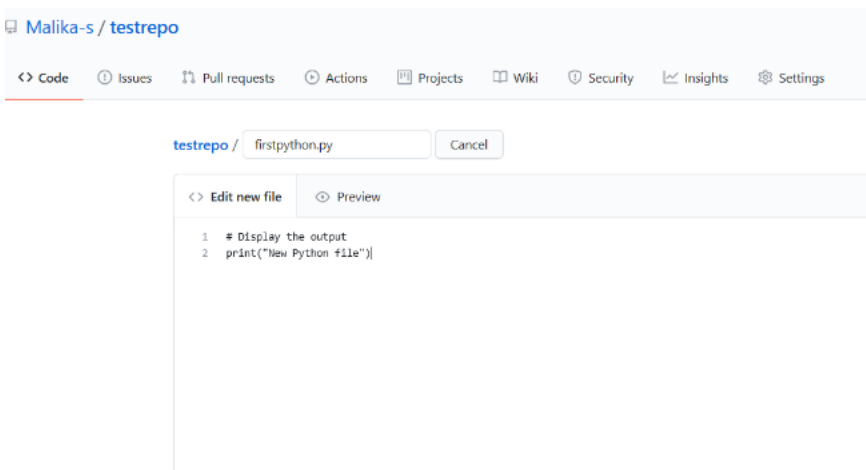 Malika-s / testrepo
<> Code Issues Pull requests Actions Projects Wiki Security Insights Settings
testrepo / firstpython.py Cancel
<> Edit new file Preview
1 # Display the output
2 print("New Python file")